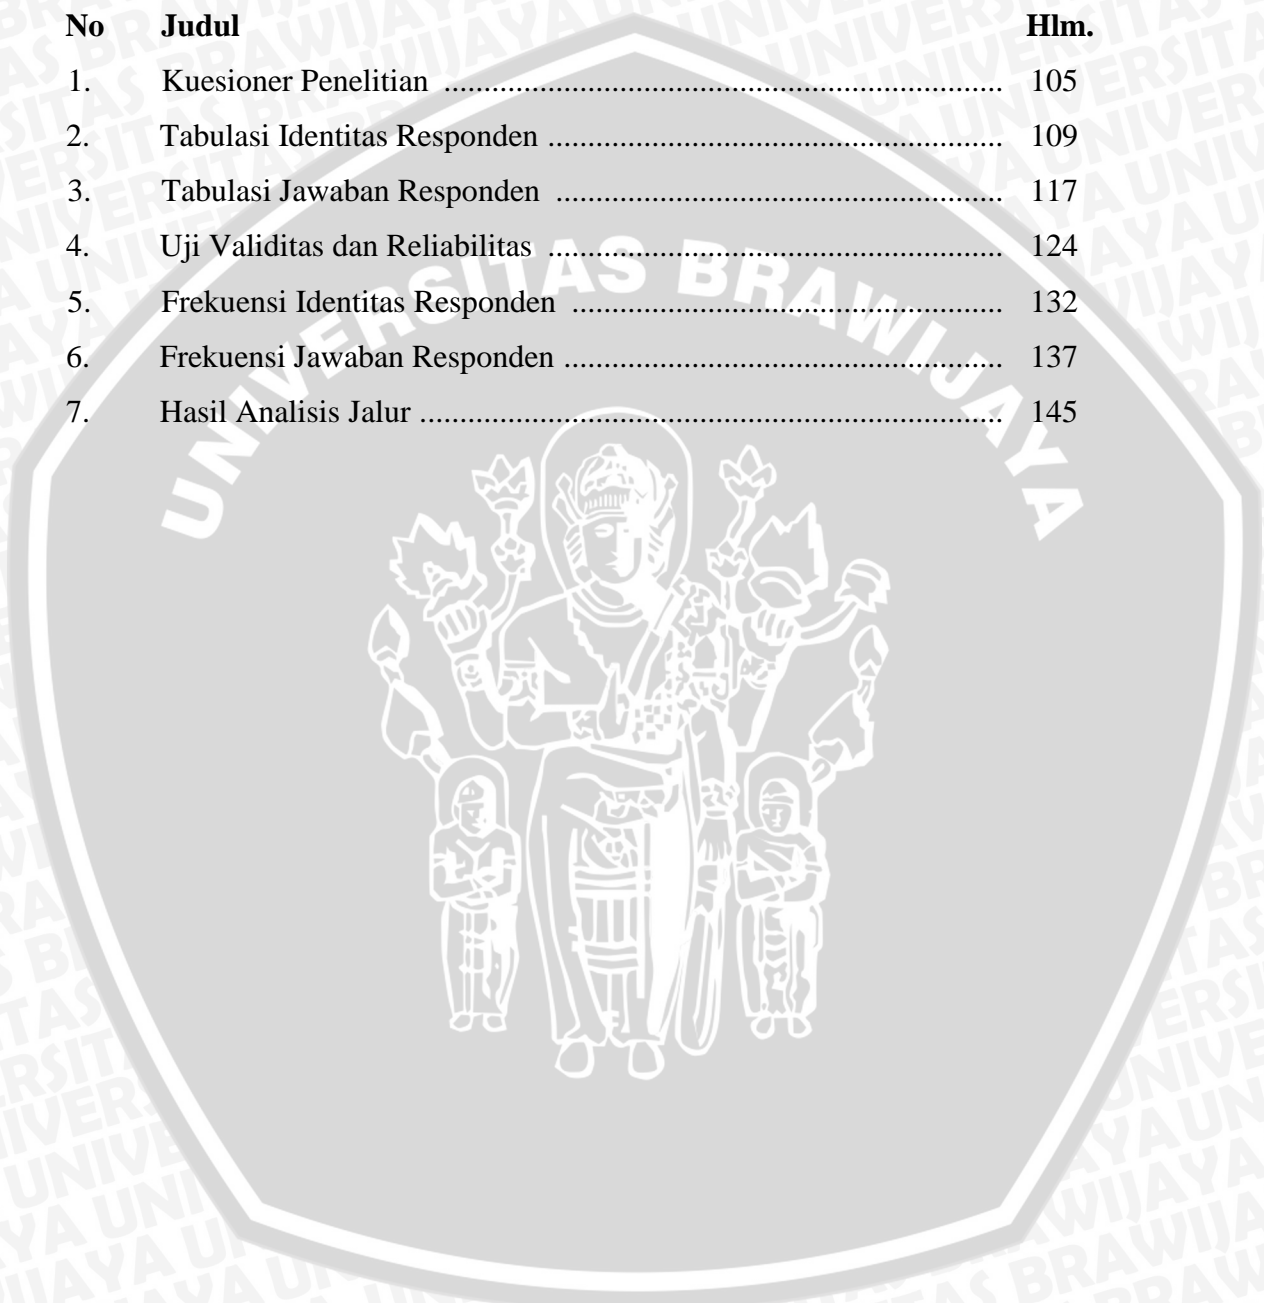 No Judul Hlm.
1. Kuesioner Penelitian ...................................................................... 105
2. Tabulasi Identitas Responden ......................................................... 109
3. Tabulasi Jawaban Responden ........................................................ 117
4. Uji Validitas dan Reliabilitas ......................................................... 124
5. Frekuensi Identitas Responden ...................................................... 132
6. Frekuensi Jawaban Responden ....................................................... 137
7. Hasil Analisis Jalur ......................................................................... 145
UNIVERSITAS BRAWIJAYA